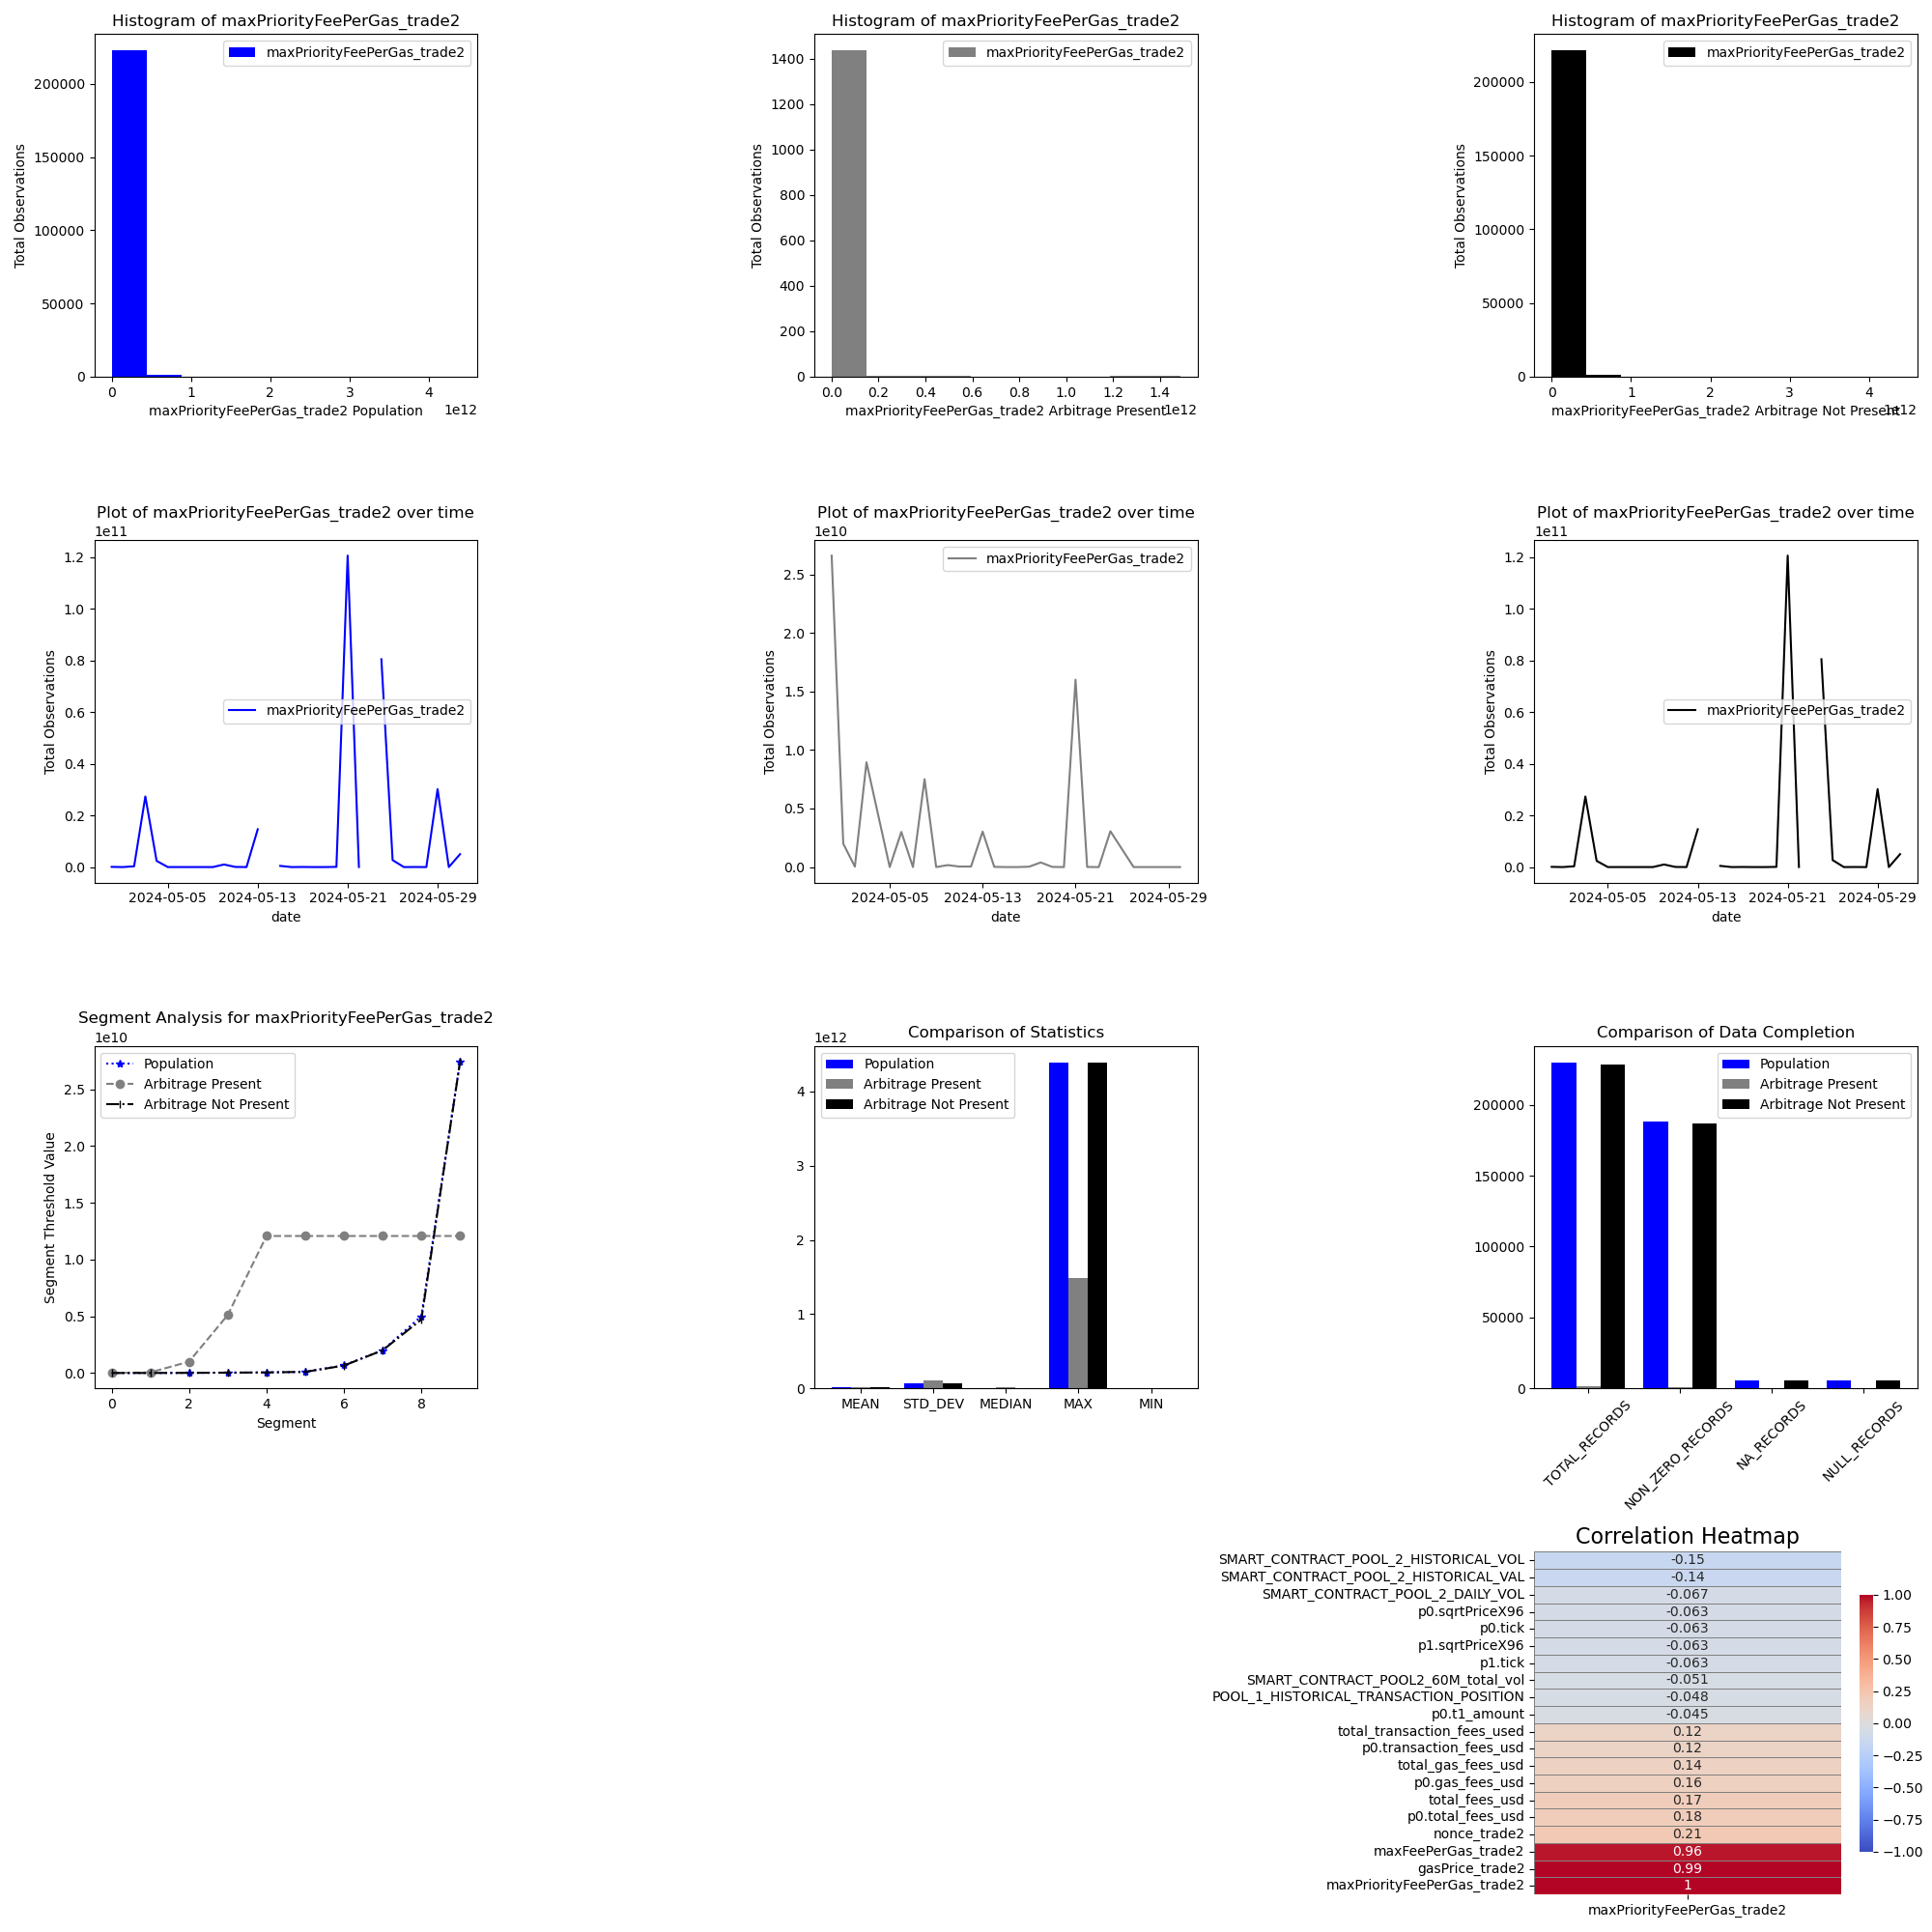 Histogram of maxPriorityFeePerGas_trade2
maxPriorityFeePerGas_trade2
Total Observations
200000
150000
100000
50000
0
0 1 2 3 4
1e12
maxPriorityFeePerGas_trade2 Population
Histogram of maxPriorityFeePerGas_trade2
maxPriorityFeePerGas_trade2
Total Observations
1400
1200
1000
800
600
400
200
0
0.0 0.2 0.4 0.6 0.8 1.0 1.2 1.4
1e12
maxPriorityFeePerGas_trade2 Arbitrage Present
Histogram of maxPriorityFeePerGas_trade2
maxPriorityFeePerGas_trade2
Total Observations
200000
150000
100000
50000
0
0 1 2 3 4
1e12
maxPriorityFeePerGas_trade2 Arbitrage Not Present
Plot of maxPriorityFeePerGas_trade2 over time
1e11
maxPriorityFeePerGas_trade2
Total Observations
1.2
1.0
0.8
0.6
0.4
0.2
0.0
2024-05-05 2024-05-13 2024-05-21 2024-05-29
date
Plot of maxPriorityFeePerGas_trade2 over time
1e10
maxPriorityFeePerGas_trade2
Total Observations
2.5
2.0
1.5
1.0
0.5
0.0
2024-05-05 2024-05-13 2024-05-21 2024-05-29
date
Plot of maxPriorityFeePerGas_trade2 over time
1e11
maxPriorityFeePerGas_trade2
Total Observations
1.2
1.0
0.8
0.6
0.4
0.2
0.0
2024-05-05 2024-05-13 2024-05-21 2024-05-29
date
Segment Analysis for maxPriorityFeePerGas_trade2
1e10
Population
Arbitrage Present
Arbitrage Not Present
Segment Threshold Value
2.5
2.0
1.5
1.0
0.5
0.0
0 2 4 6 8
Segment
Comparison of Statistics
1e12
Population
Arbitrage Present
Arbitrage Not Present
4
3
2
1
0
MEAN STD_DEV MEDIAN MAX MIN
Comparison of Data Completion
Population
Arbitrage Present
Arbitrage Not Present
200000
150000
100000
50000
0
TOTAL_RECORDS
NON_ZERO_RECORDS
NA_RECORDS
NULL_RECORDS
Correlation Heatmap
SMART_CONTRACT_POOL_2_HISTORICAL_VOL -0.15
SMART_CONTRACT_POOL_2_HISTORICAL_VAL -0.14
SMART_CONTRACT_POOL_2_DAILY_VOL -0.067
p0.sqrtPriceX96 -0.063
p0.tick -0.063
p1.sqrtPriceX96 -0.063
p1.tick -0.063
SMART_CONTRACT_POOL2_60M_total_vol -0.051
POOL_1_HISTORICAL_TRANSACTION_POSITION -0.048
p0.t1_amount -0.045
total_transaction_fees_used 0.12
p0.transaction_fees_usd 0.12
total_gas_fees_usd 0.14
p0.gas_fees_usd 0.16
total_fees_usd 0.17
p0.total_fees_usd 0.18
nonce_trade2 0.21
maxFeePerGas_trade2 0.96
gasPrice_trade2 0.99
maxPriorityFeePerGas_trade2 1
maxPriorityFeePerGas_trade2
1.00
0.75
0.50
0.25
0.00
−0.25
−0.50
−0.75
−1.00